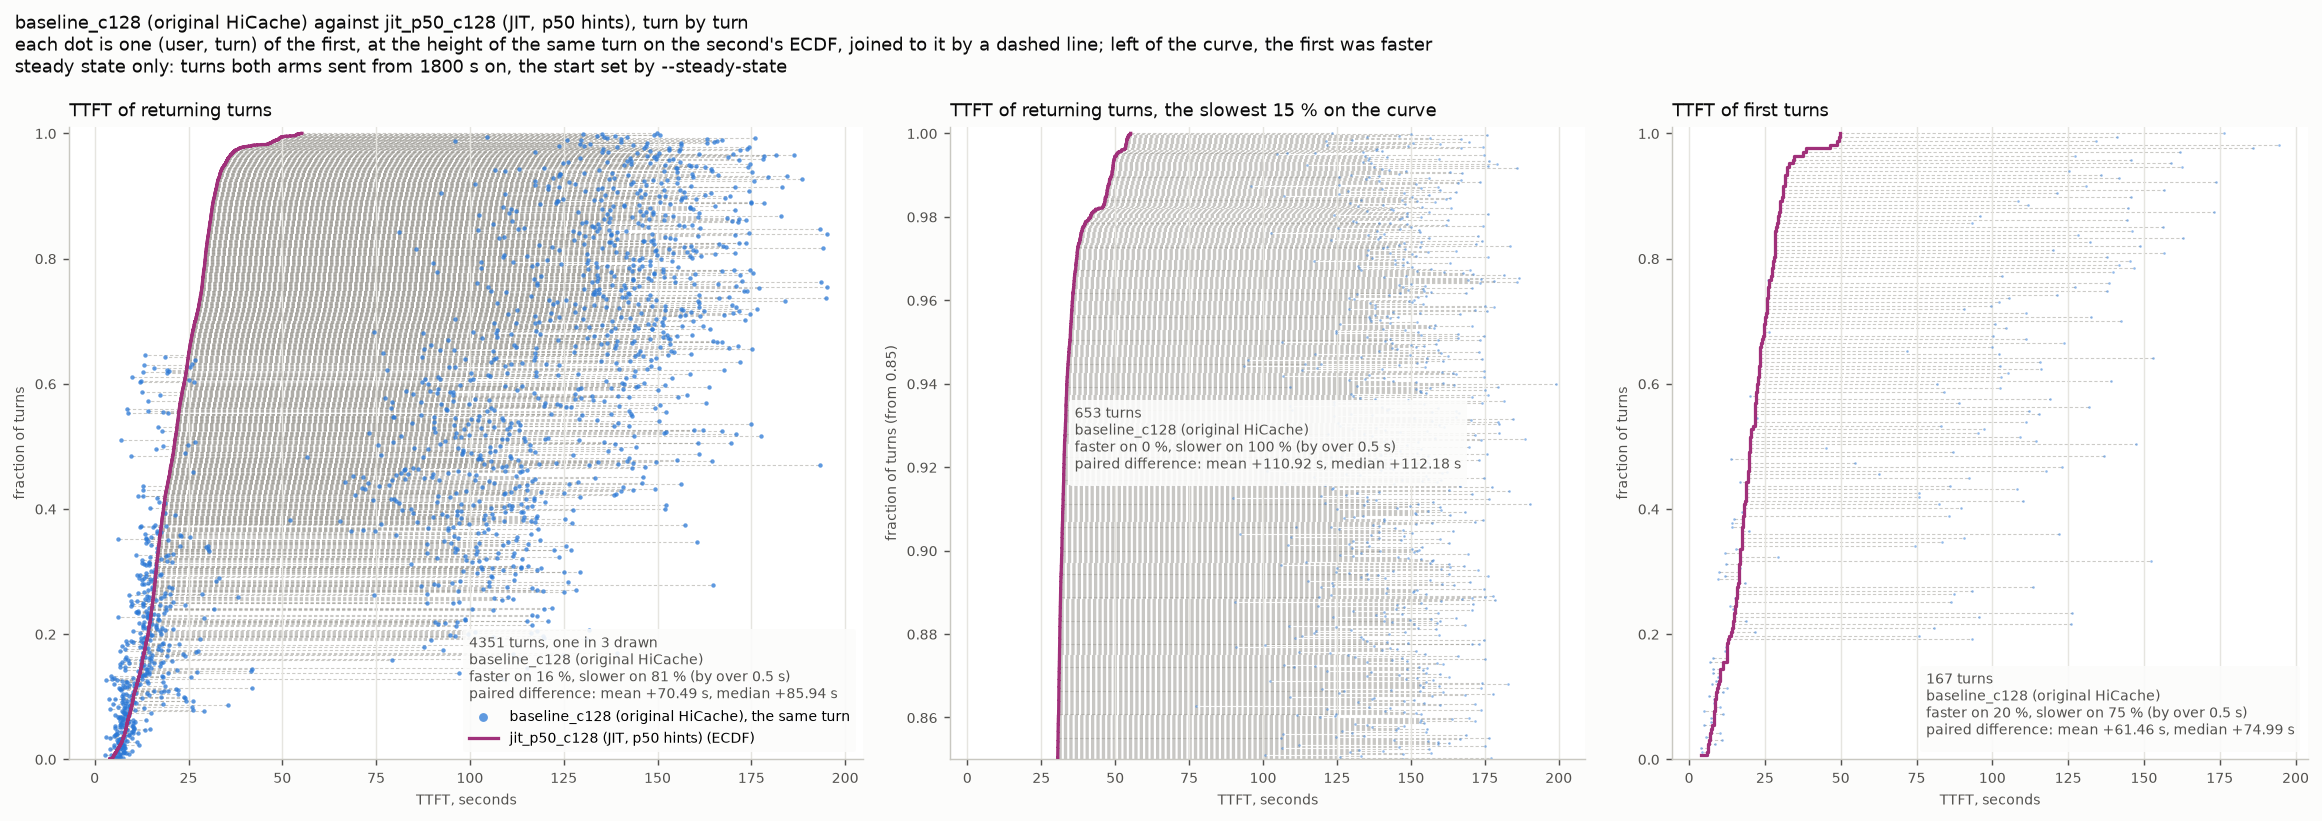 baseline_c128 (original HiCache) against jit_p50_c128 (JIT, p50 hints), turn by turn
each dot is one (user, turn) of the first, at the height of the same turn on the second's ECDF, joined to it by a dashed line; left of the curve, the first was faster
steady state only: turns both arms sent from 1800 s on, the start set by --steady-state
TTFT of returning turns
1.0
0.8
0.6
0.4
0.2
0.0
fraction of turns
0 25 50 75 100 125 150 175 200
TTFT, seconds
4351 turns, one in 3 drawn
baseline_c128 (original HiCache)
faster on 16 %, slower on 81 % (by over 0.5 s)
paired difference: mean +70.49 s, median +85.94 s
baseline_c128 (original HiCache), the same turn
jit_p50_c128 (JIT, p50 hints) (ECDF)
TTFT of returning turns, the slowest 15 % on the curve
1.00
0.98
0.96
0.94
0.92
0.90
0.88
0.86
fraction of turns (from 0.85)
0 25 50 75 100 125 150 175 200
TTFT, seconds
653 turns
baseline_c128 (original HiCache)
faster on 0 %, slower on 100 % (by over 0.5 s)
paired difference: mean +110.92 s, median +112.18 s
TTFT of first turns
1.0
0.8
0.6
0.4
0.2
0.0
fraction of turns
0 25 50 75 100 125 150 175 200
TTFT, seconds
167 turns
baseline_c128 (original HiCache)
faster on 20 %, slower on 75 % (by over 0.5 s)
paired difference: mean +61.46 s, median +74.99 s